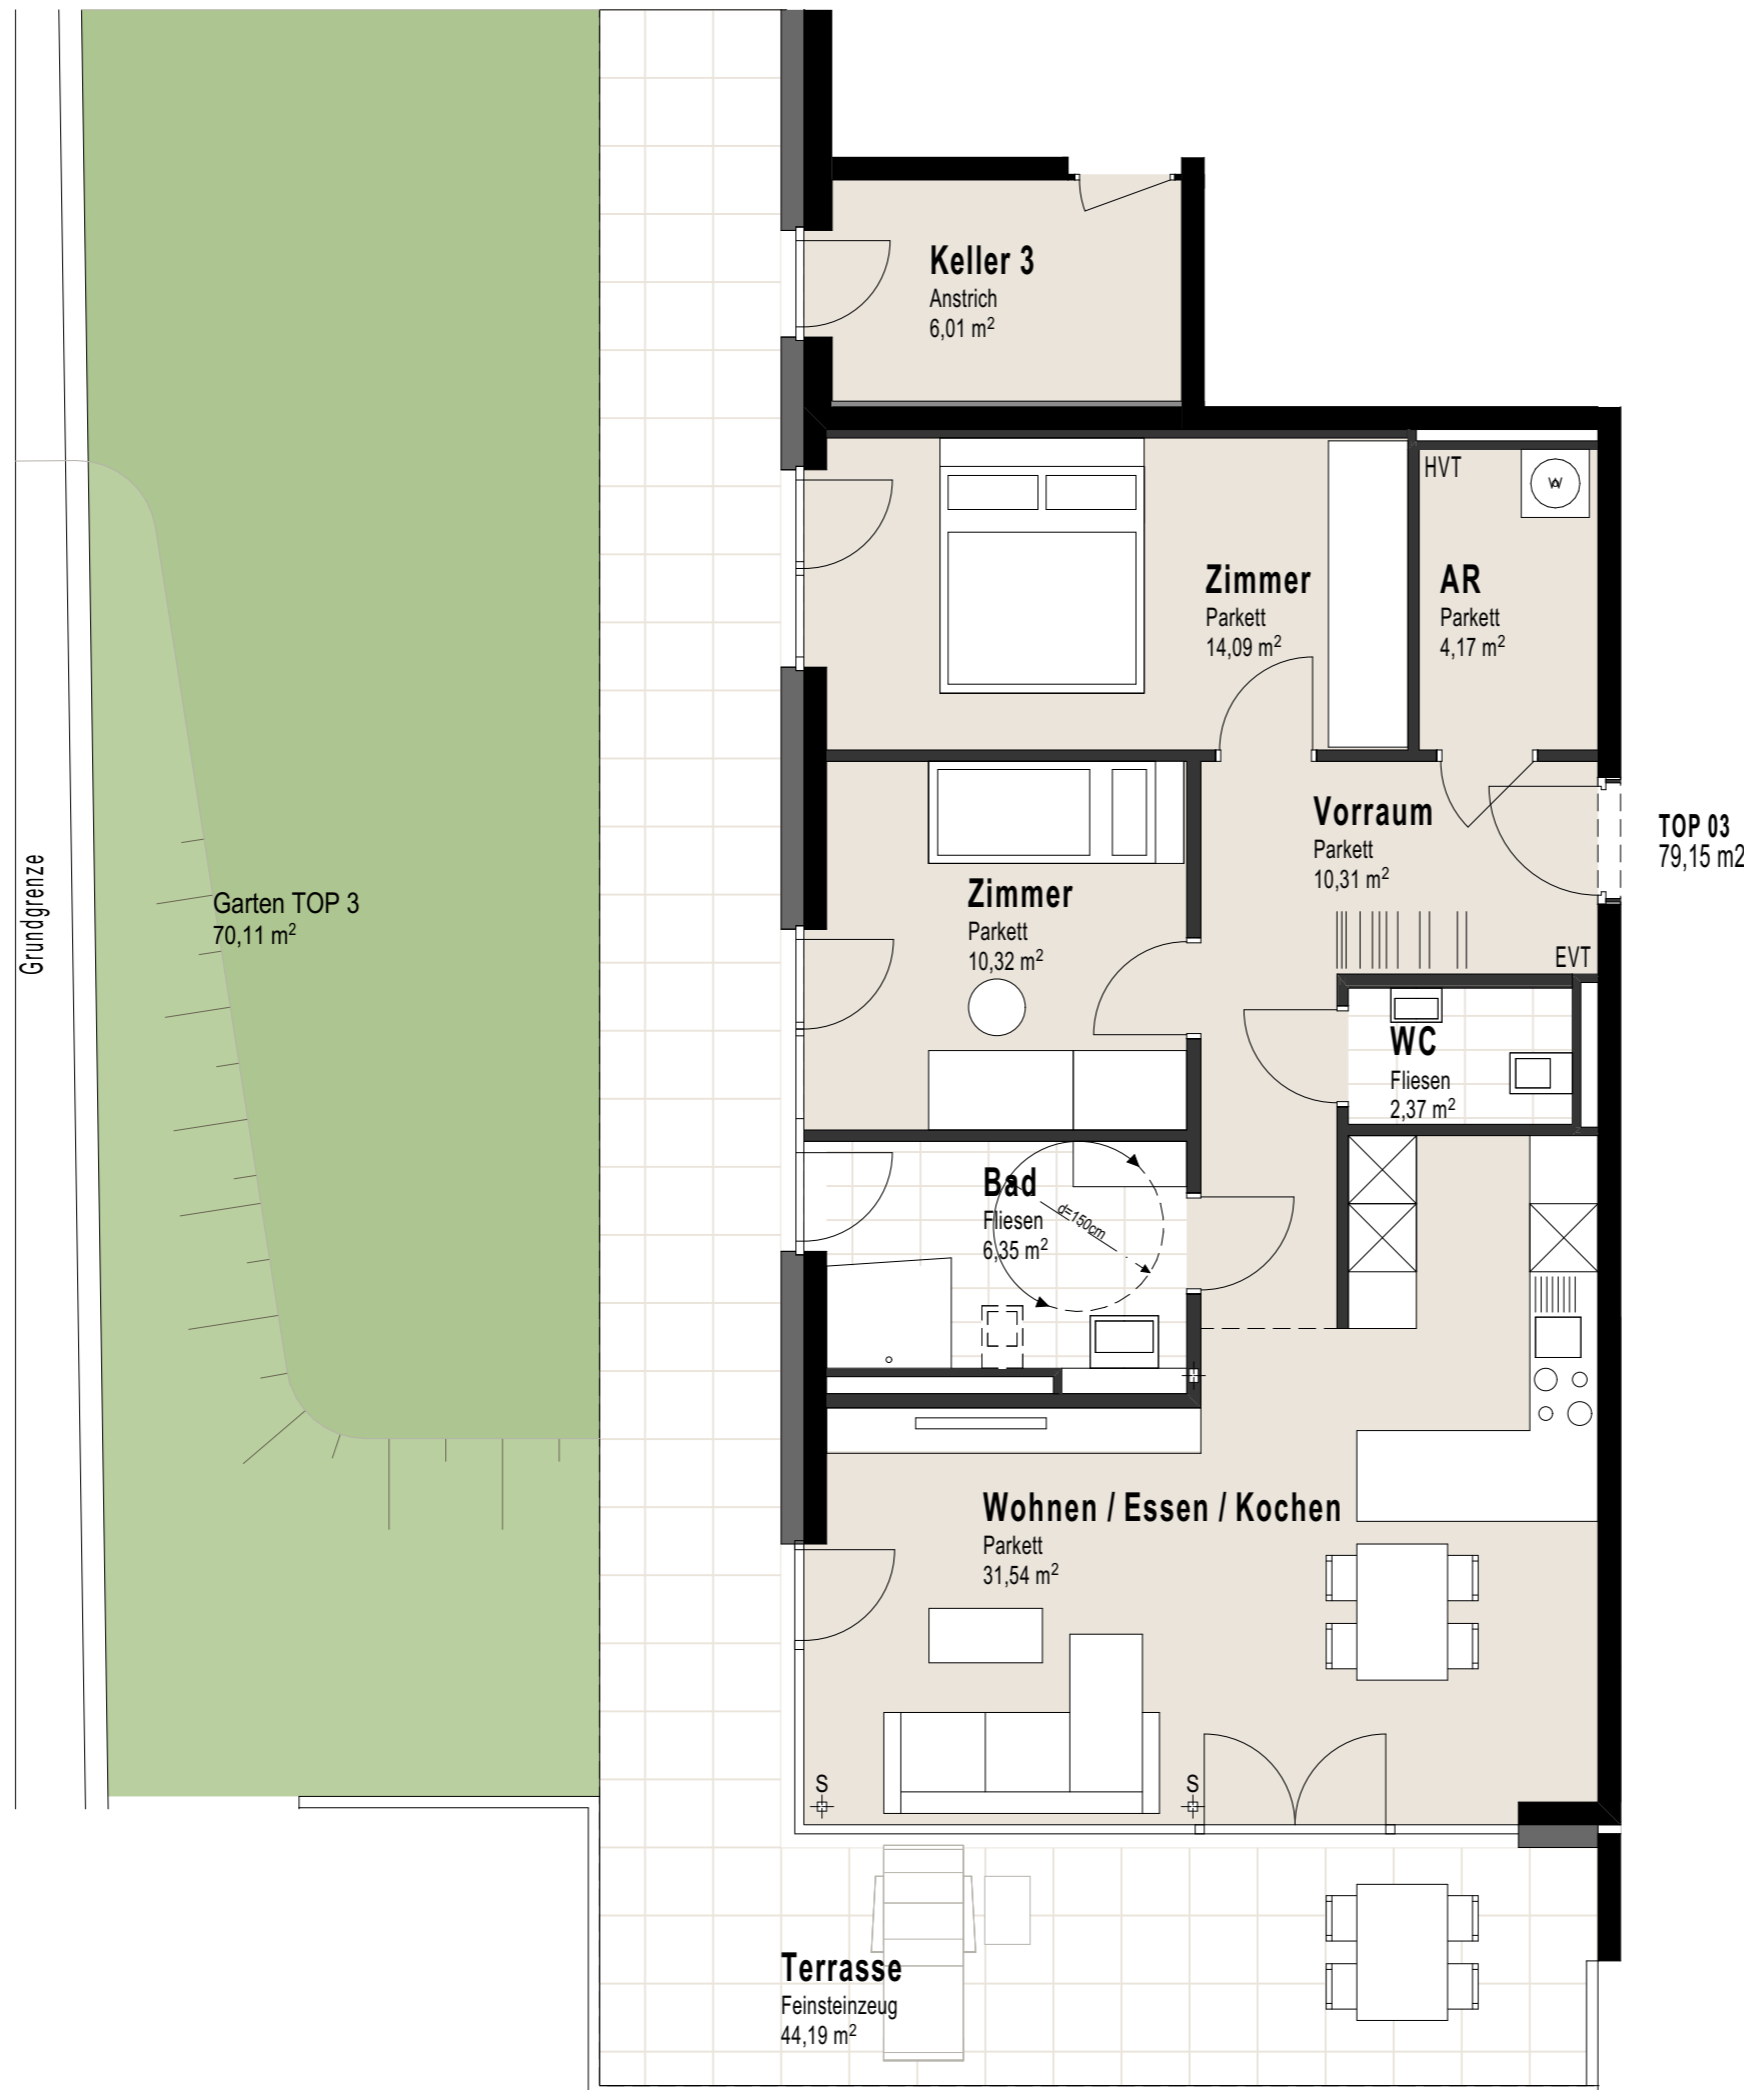 Keller 3
Anstrich
6,01 m²
HVT
W
Zimmer
Parkett
14,09 m²
AR
Parkett
4,17 m²
Vorraum
Parkett
10,31 m²
TOP 03
79,15 m2
Grundgrenze
Garten TOP 3
70,11 m²
Zimmer
Parkett
10,32 m²
EVT
WC
Fliesen
2,37 m²
Bad
Fliesen
6,35 m²
d=150cm
Wohnen / Essen / Kochen
Parkett
31,54 m²
S
S
Terrasse
Feinsteinzeug
44,19 m²